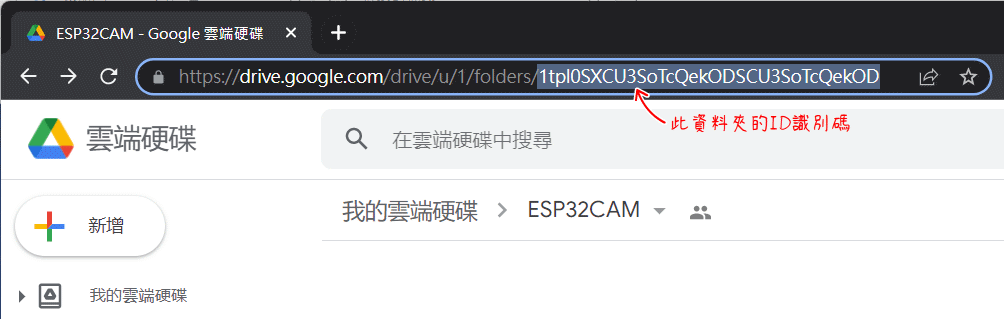 ESP32CAM - Google 雲端硬碟
https://drive.google.com/drive/u/1/folders/1tpl0SXCU3SoTcQekODSCU3SoTcQekOD
此資料夾的ID識別碼
雲端硬碟
在雲端硬碟中搜尋
我的雲端硬碟 > ESP32CAM
新增
我的雲端硬碟